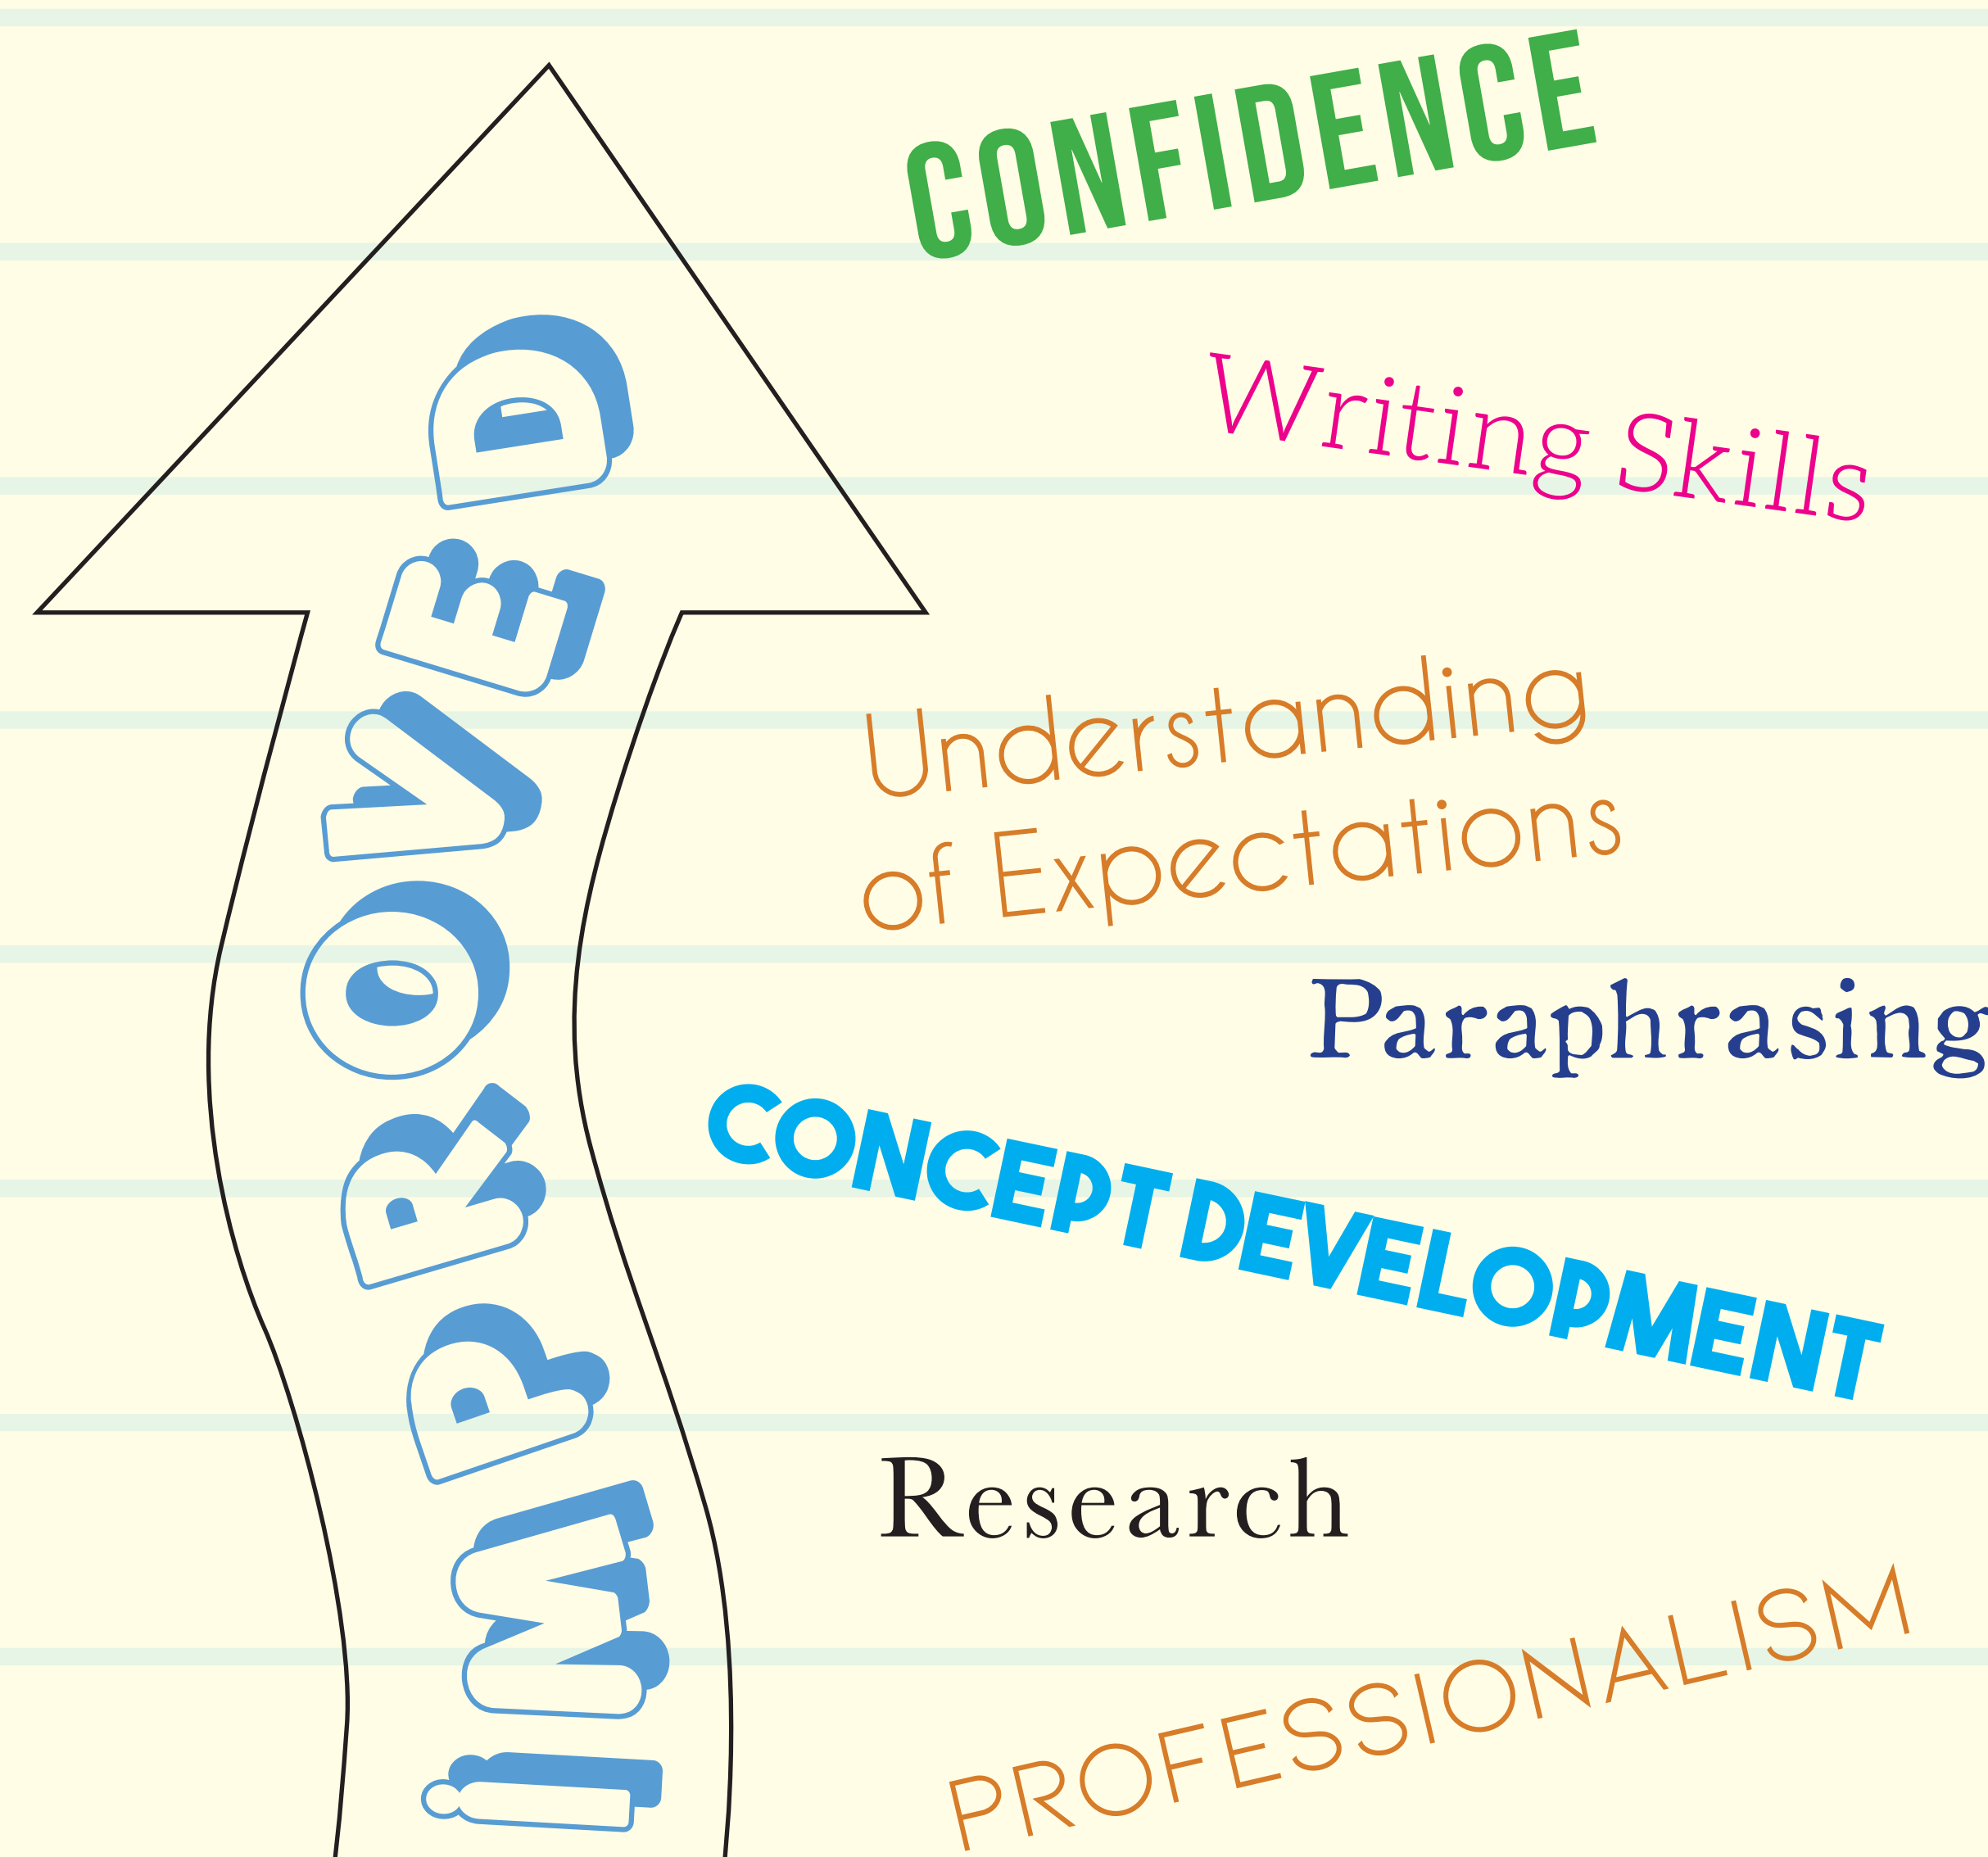 IMPROVED
CONFIDENCE
Writing Skills
Understanding
of Expectations
Paraphrasing
CONCEPT DEVELOPMENT
Research
PROFESSIONALISM